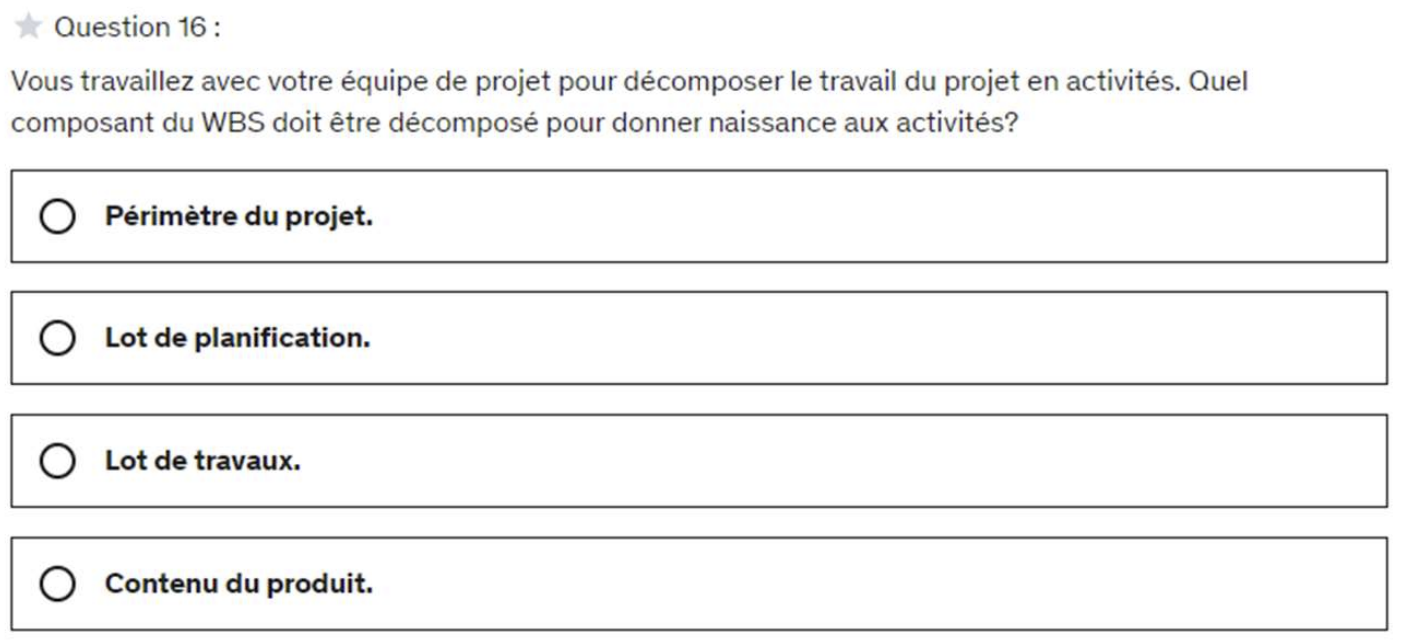 Question 16 :
Vous travaillez avec votre équipe de projet pour décomposer le travail du projet en activités. Quel
composant du WBS doit être décomposé pour donner naissance aux activités?
Périmètre du projet.
Lot de planification.
Lot de travaux.
Contenu du produit.